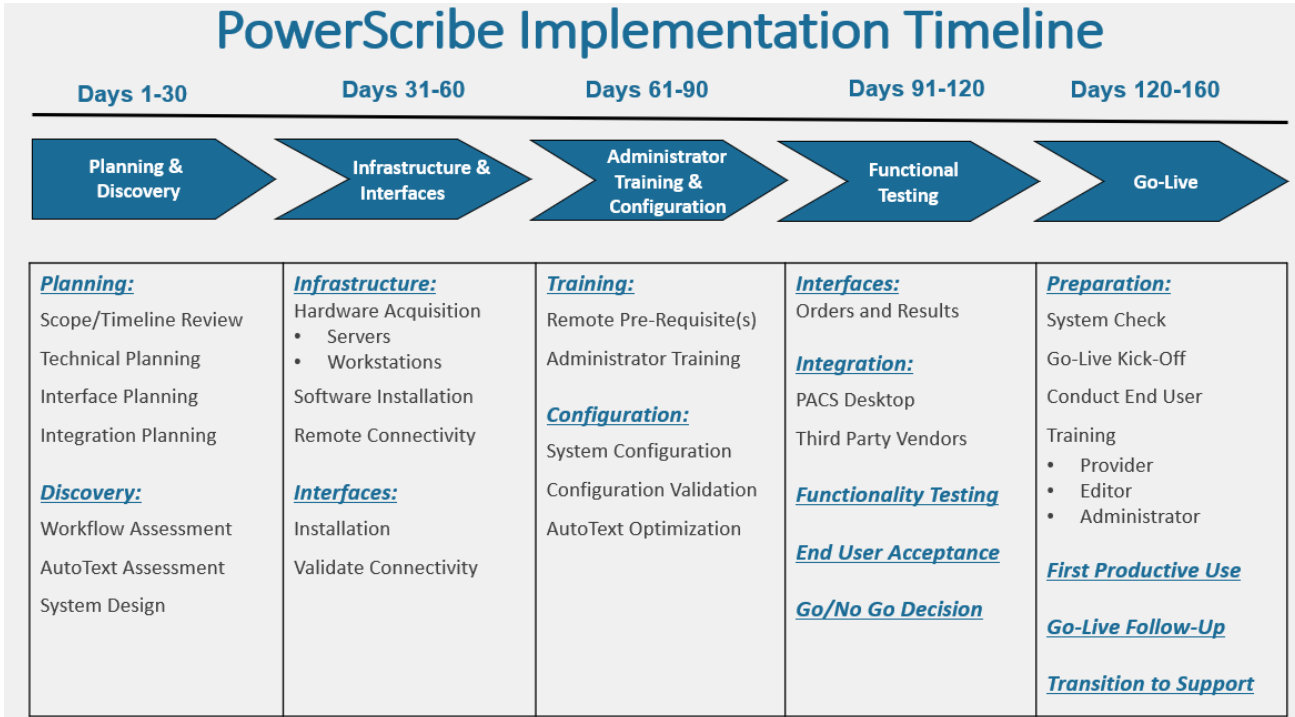 PowerScribe Implementation Timeline
Days 1-30
Days 31-60
Days 61-90
Days 91-120
Days 120-160
Planning &
Discovery
Infrastructure &
Interfaces
Administrator
Training &
Configuration
Functional
Testing
Go-Live
Planning:
Scope/Timeline Review
Technical Planning
Interface Planning
Integration Planning
Discovery:
Workflow Assessment
AutoText Assessment
System Design
Infrastructure:
Hardware Acquisition
• Servers
• Workstations
Software Installation
Remote Connectivity
Interfaces:
Installation
Validate Connectivity
Training:
Remote Pre-Requisite(s)
Administrator Training
Configuration:
System Configuration
Configuration Validation
AutoText Optimization
Interfaces:
Orders and Results
Integration:
PACS Desktop
Third Party Vendors
Functionality Testing
End User Acceptance
Go/No Go Decision
Preparation:
System Check
Go-Live Kick-Off
Conduct End User
Training
• Provider
• Editor
• Administrator
First Productive Use
Go-Live Follow-Up
Transition to Support